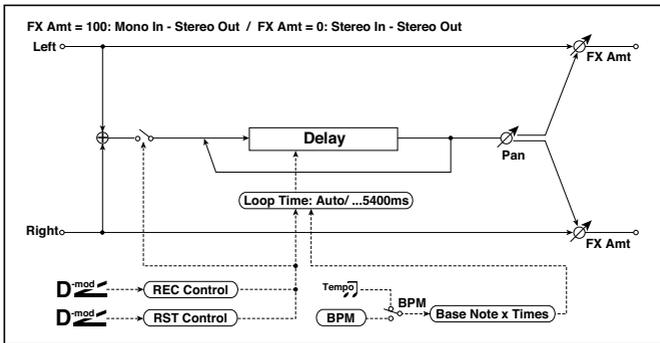 FX Amt = 100: Mono In - Stereo Out / FX Amt = 0: Stereo In - Stereo Out
Left
FX Amt
Delay
Pan
Loop Time: Auto/ ...5400ms
Right
FX Amt
D-mod
REC Control
Tempo
BPM
D-mod
RST Control
BPM
Base Note x Times